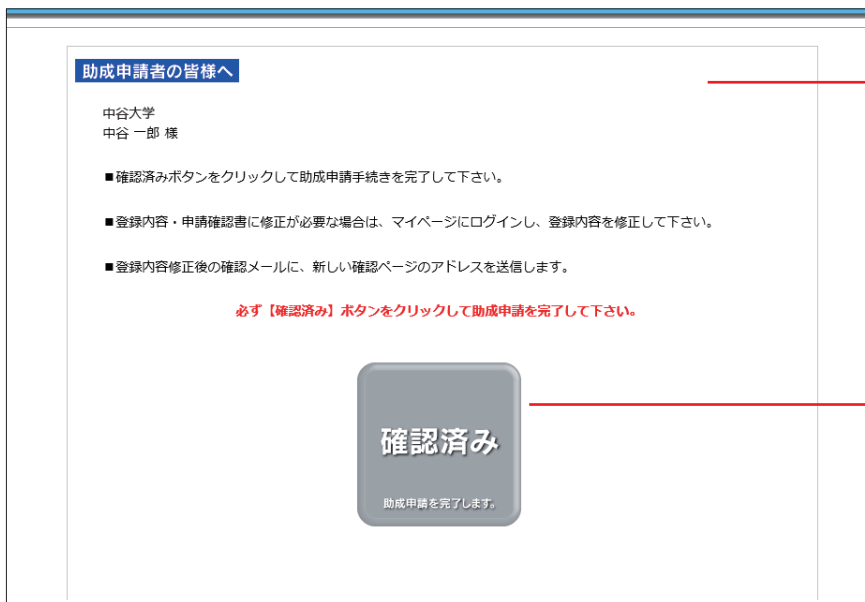 助成申請者の皆様へ
中谷大学
中谷 一郎 様
■確認済みボタンをクリックして助成申請手続きを完了して下さい。
■登録内容・申請確認書に修正が必要な場合は、マイページにログインし、登録内容を修正して下さい。
■登録内容修正後の確認メールに、新しい確認ページのアドレスを送信します。
必ず【確認済み】ボタンをクリックして助成申請を完了して下さい。
確認済み
助成申請を完了します。